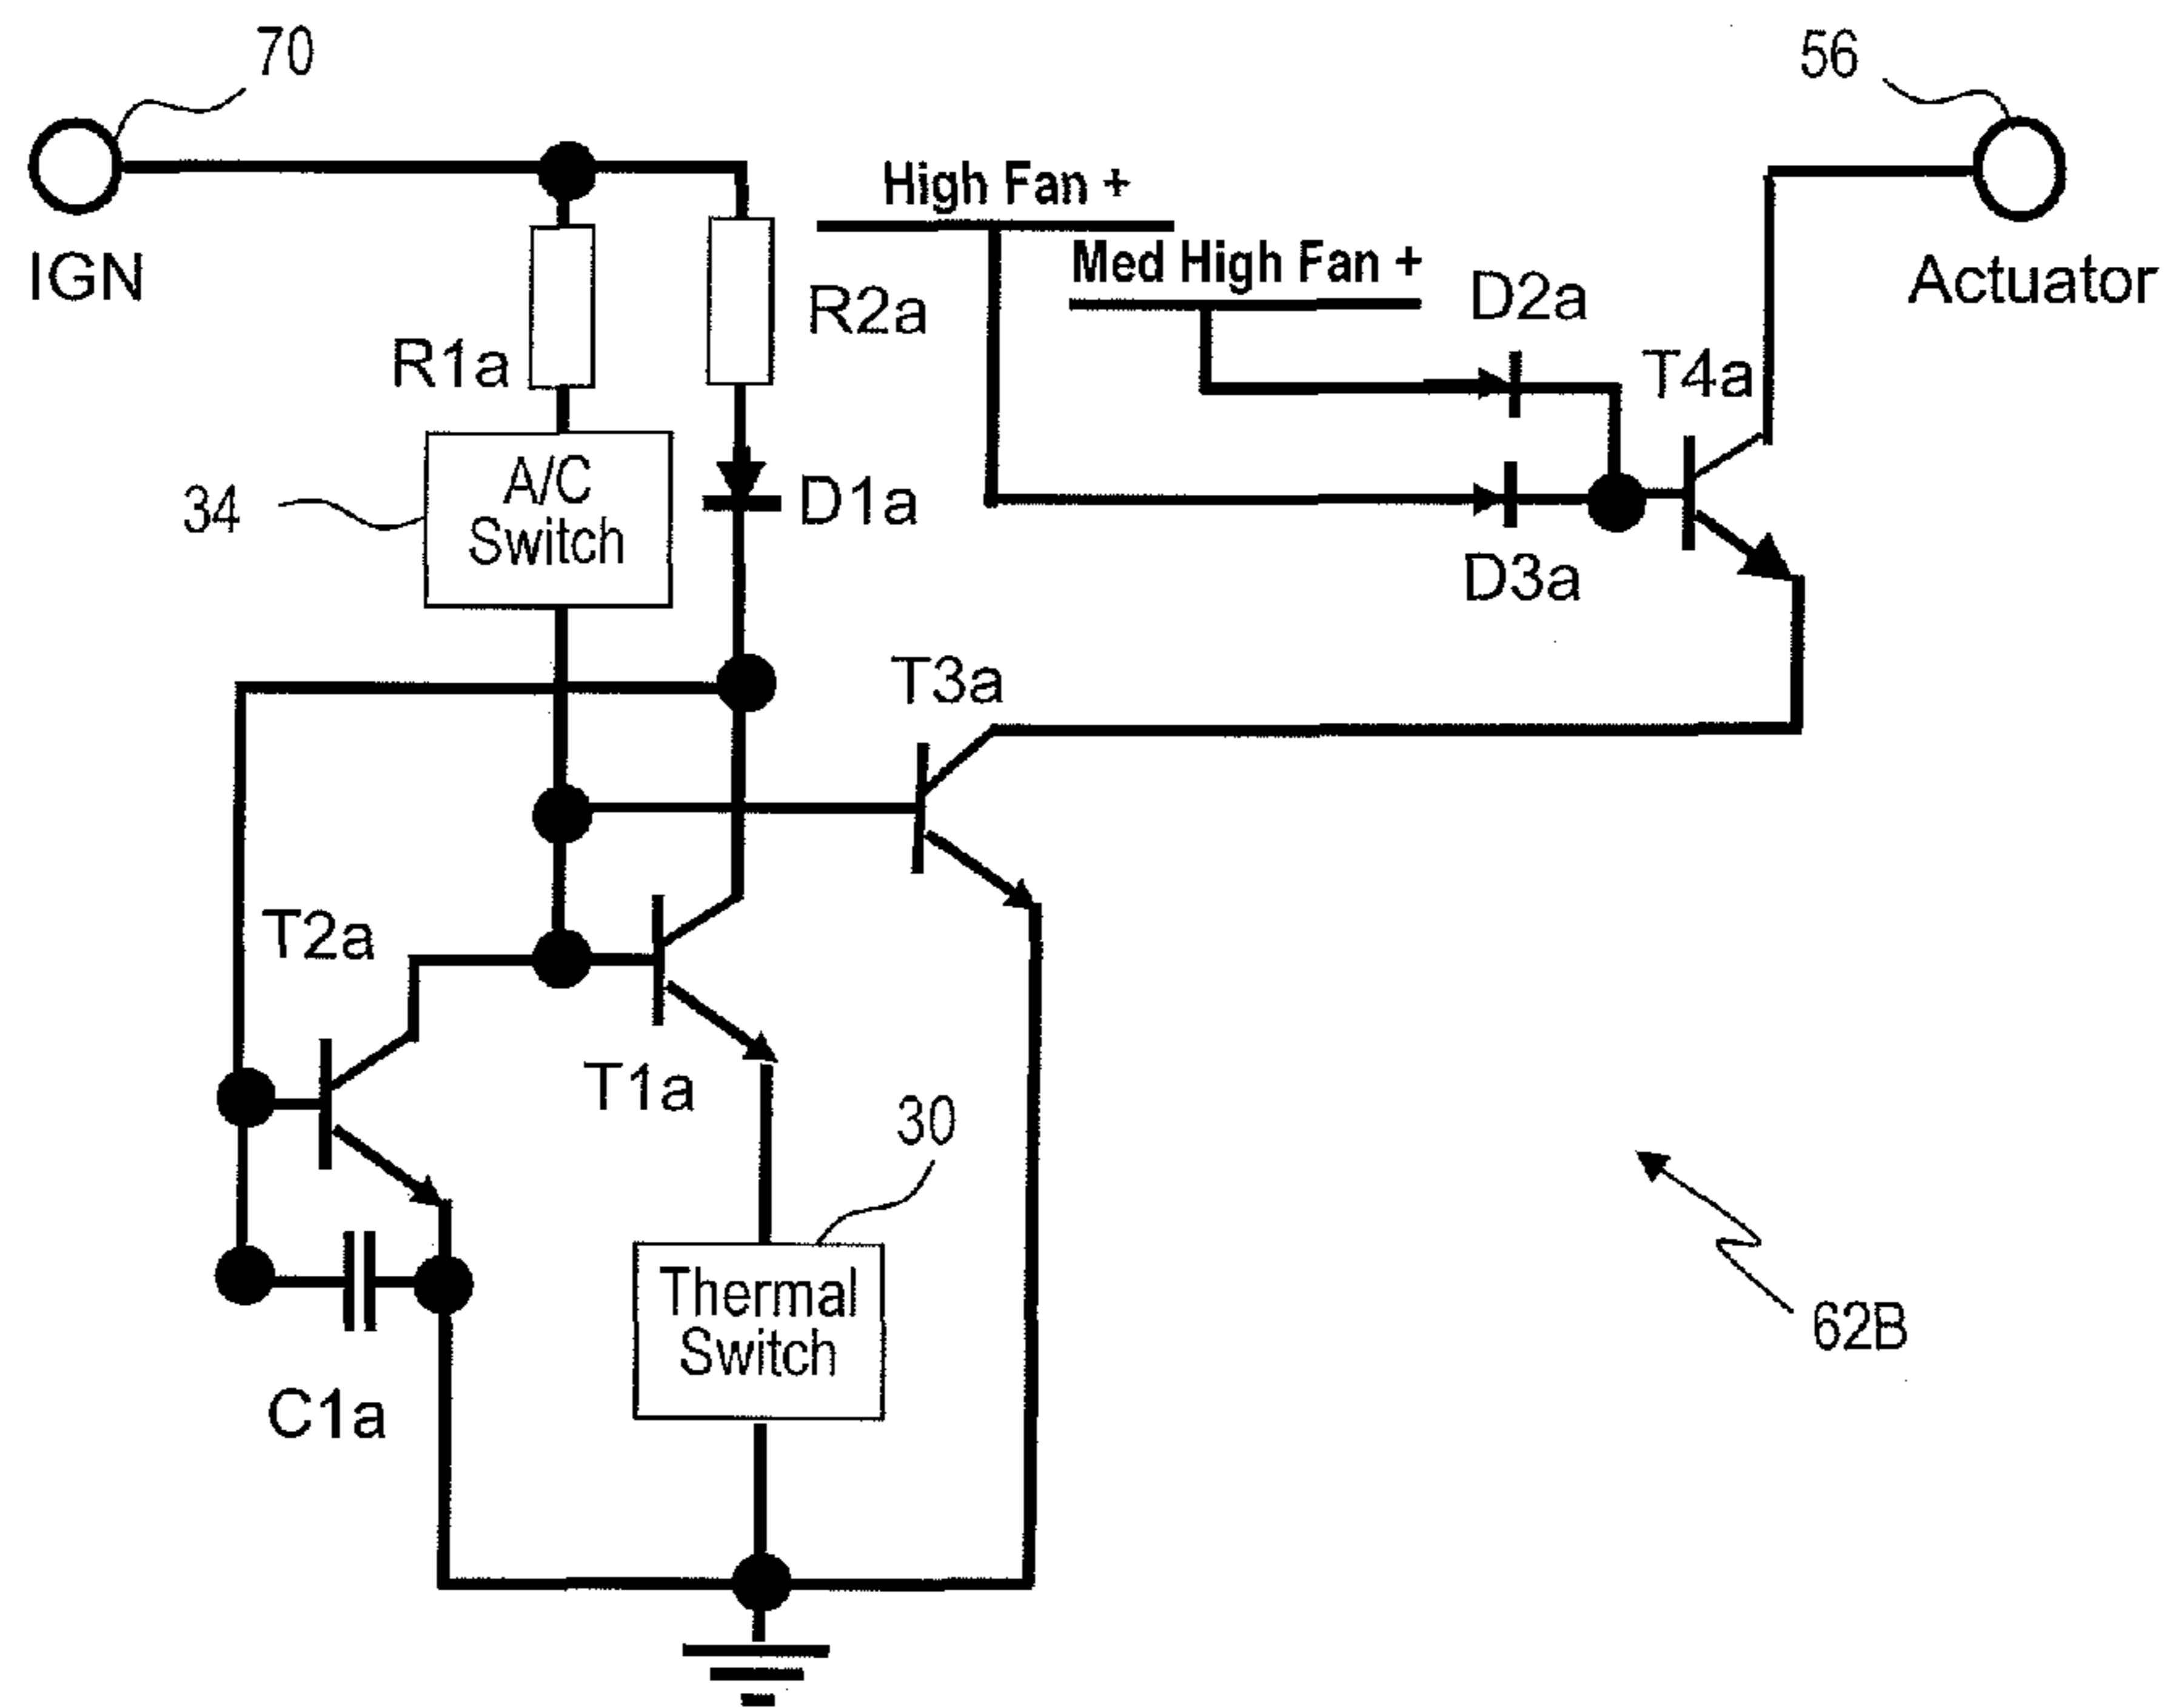 70
56
High Fan +
IGN
Med High Fan +
Actuator
D2a
R2a
R1a
T4a
A/C
Switch
34
D1a
D3a
T3a
T2a
T1a
30
Thermal
Switch
62B
C1a